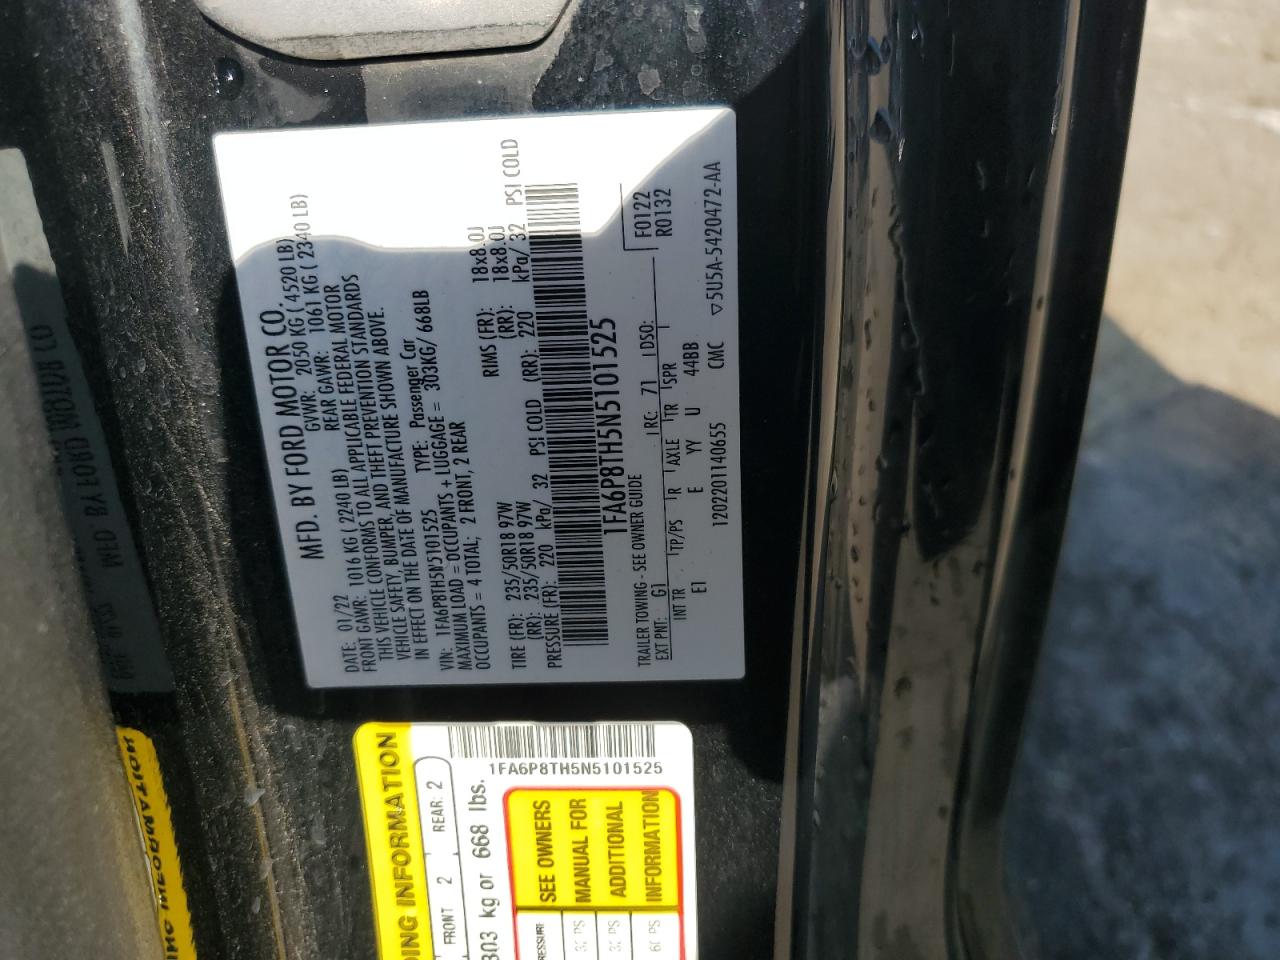 MFD. BY FORD MOTOR CO.
DATE: 01/22 GVWR: 2050 KG ( 4520 LB)
FRONT GAWR: 1016 KG ( 2240 LB) REAR GAWR: 1061 KG ( 2340 LB)
THIS VEHICLE CONFORMS TO ALL APPLICABLE FEDERAL MOTOR
VEHICLE SAFETY, BUMPER, AND THEFT PREVENTION STANDARDS
IN EFFECT ON THE DATE OF MANUFACTURE SHOWN ABOVE.
VIN: 1FA6P8TH5N5101525 TYPE: Passenger Car
MAXIMUM LOAD = OCCUPANTS + LUGGAGE = 303KG/ 668LB
OCCUPANTS = 4 TOTAL; 2 FRONT, 2 REAR
TIRE (FR): 235/50R18 97W RIMS (FR): 18x8.0J
(RR): 235/50R18 97W (RR): 18x8.0J
PRESSURE (FR): 220 kPa/ 32 PSI COLD (RR): 220 kPa/ 32 PSI COLD
1FA6P8TH5N5101525
TRAILER TOWING - SEE OWNER GUIDE F0122
EXT PNT: G1 RC: 71 DSO: R0132
INT TR TP/PS R AXLE TR SPR
EI E YY U 44BB
1202201140655 CMC ▽5U5A-5420472-AA
DING INFORMATION
FRONT 2 REAR: 2
303 kg or 668 lbs.
1FA6P8TH5N5101525
SEE OWNERS
MANUAL FOR
ADDITIONAL
INFORMATION